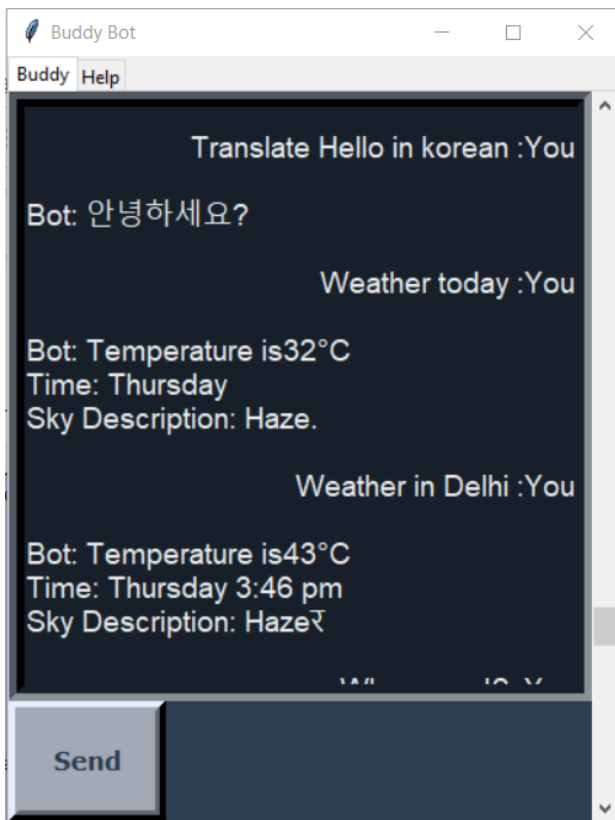 Buddy Bot
Buddy Help
Translate Hello in korean :You
Bot: 안녕하세요?
Weather today :You
Bot: Temperature is32°C
Time: Thursday
Sky Description: Haze.
Weather in Delhi :You
Bot: Temperature is43°C
Time: Thursday 3:46 pm
Sky Description: Hazeर
Send